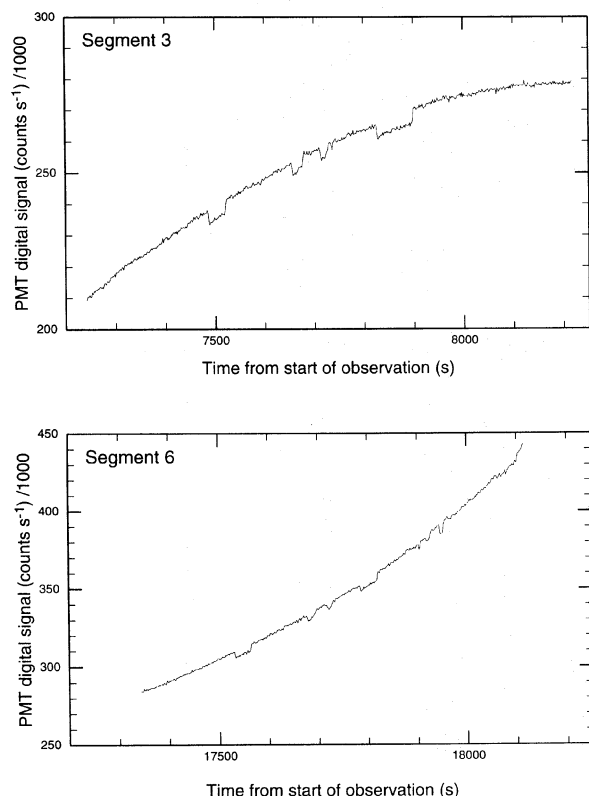 300
Segment 3
PMT digital signal (counts s-1) /1000
250
200
7500
8000
Time from start of observation (s)
450
Segment 6
PMT digital signal (counts s-1) /1000
400
350
300
250
17500
18000
Time from start of observation (s)